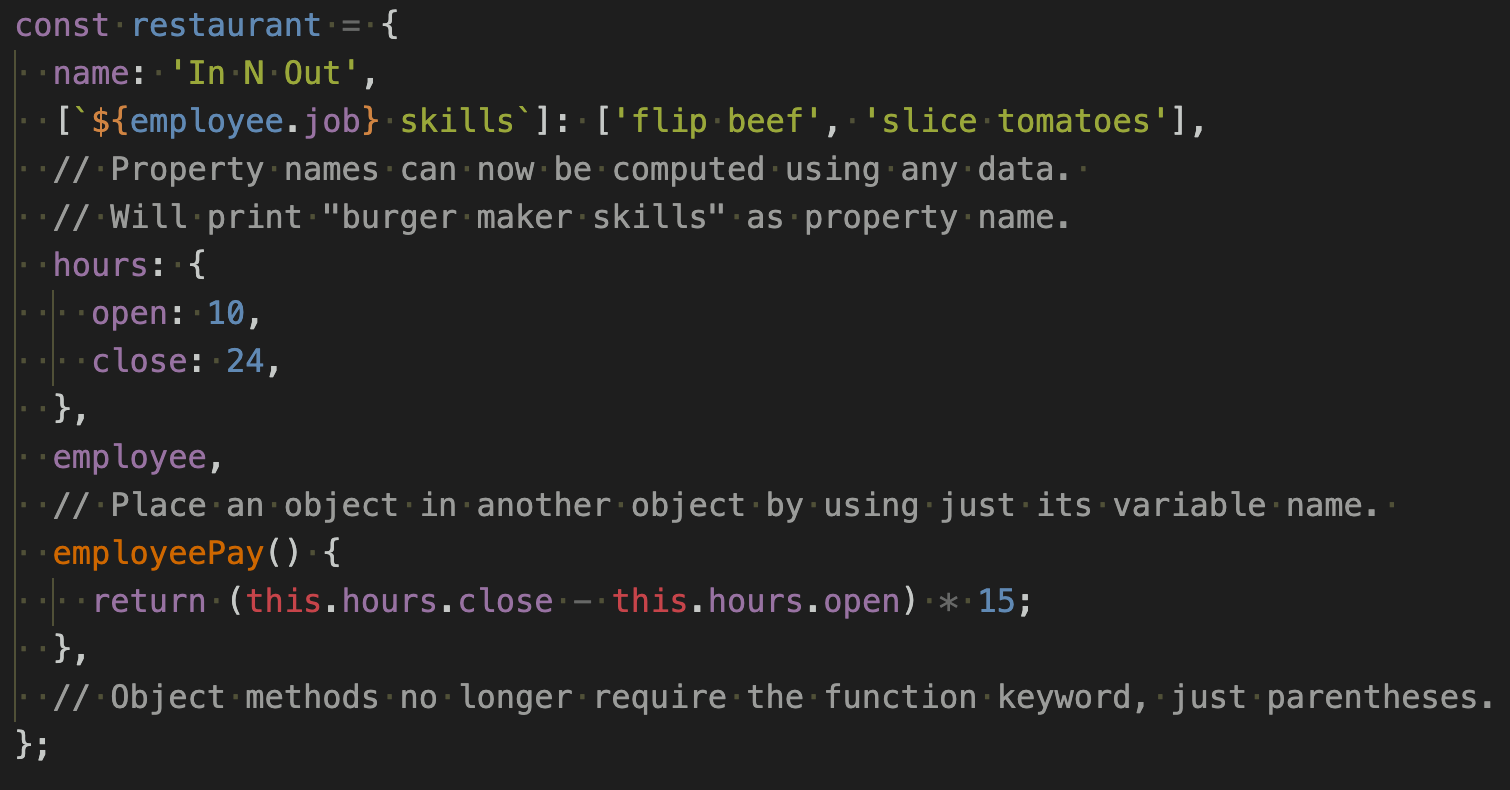 const restaurant = {
  name: 'In N Out',
  [`${employee.job} skills`]: ['flip beef', 'slice tomatoes'],
  // Property names can now be computed using any data.
  // Will print "burger maker skills" as property name.
  hours: {
    open: 10,
    close: 24,
  },
  employee,
  // Place an object in another object by using just its variable name.
  employeePay() {
    return (this.hours.close - this.hours.open) * 15;
  },
  // Object methods no longer require the function keyword, just parentheses.
};